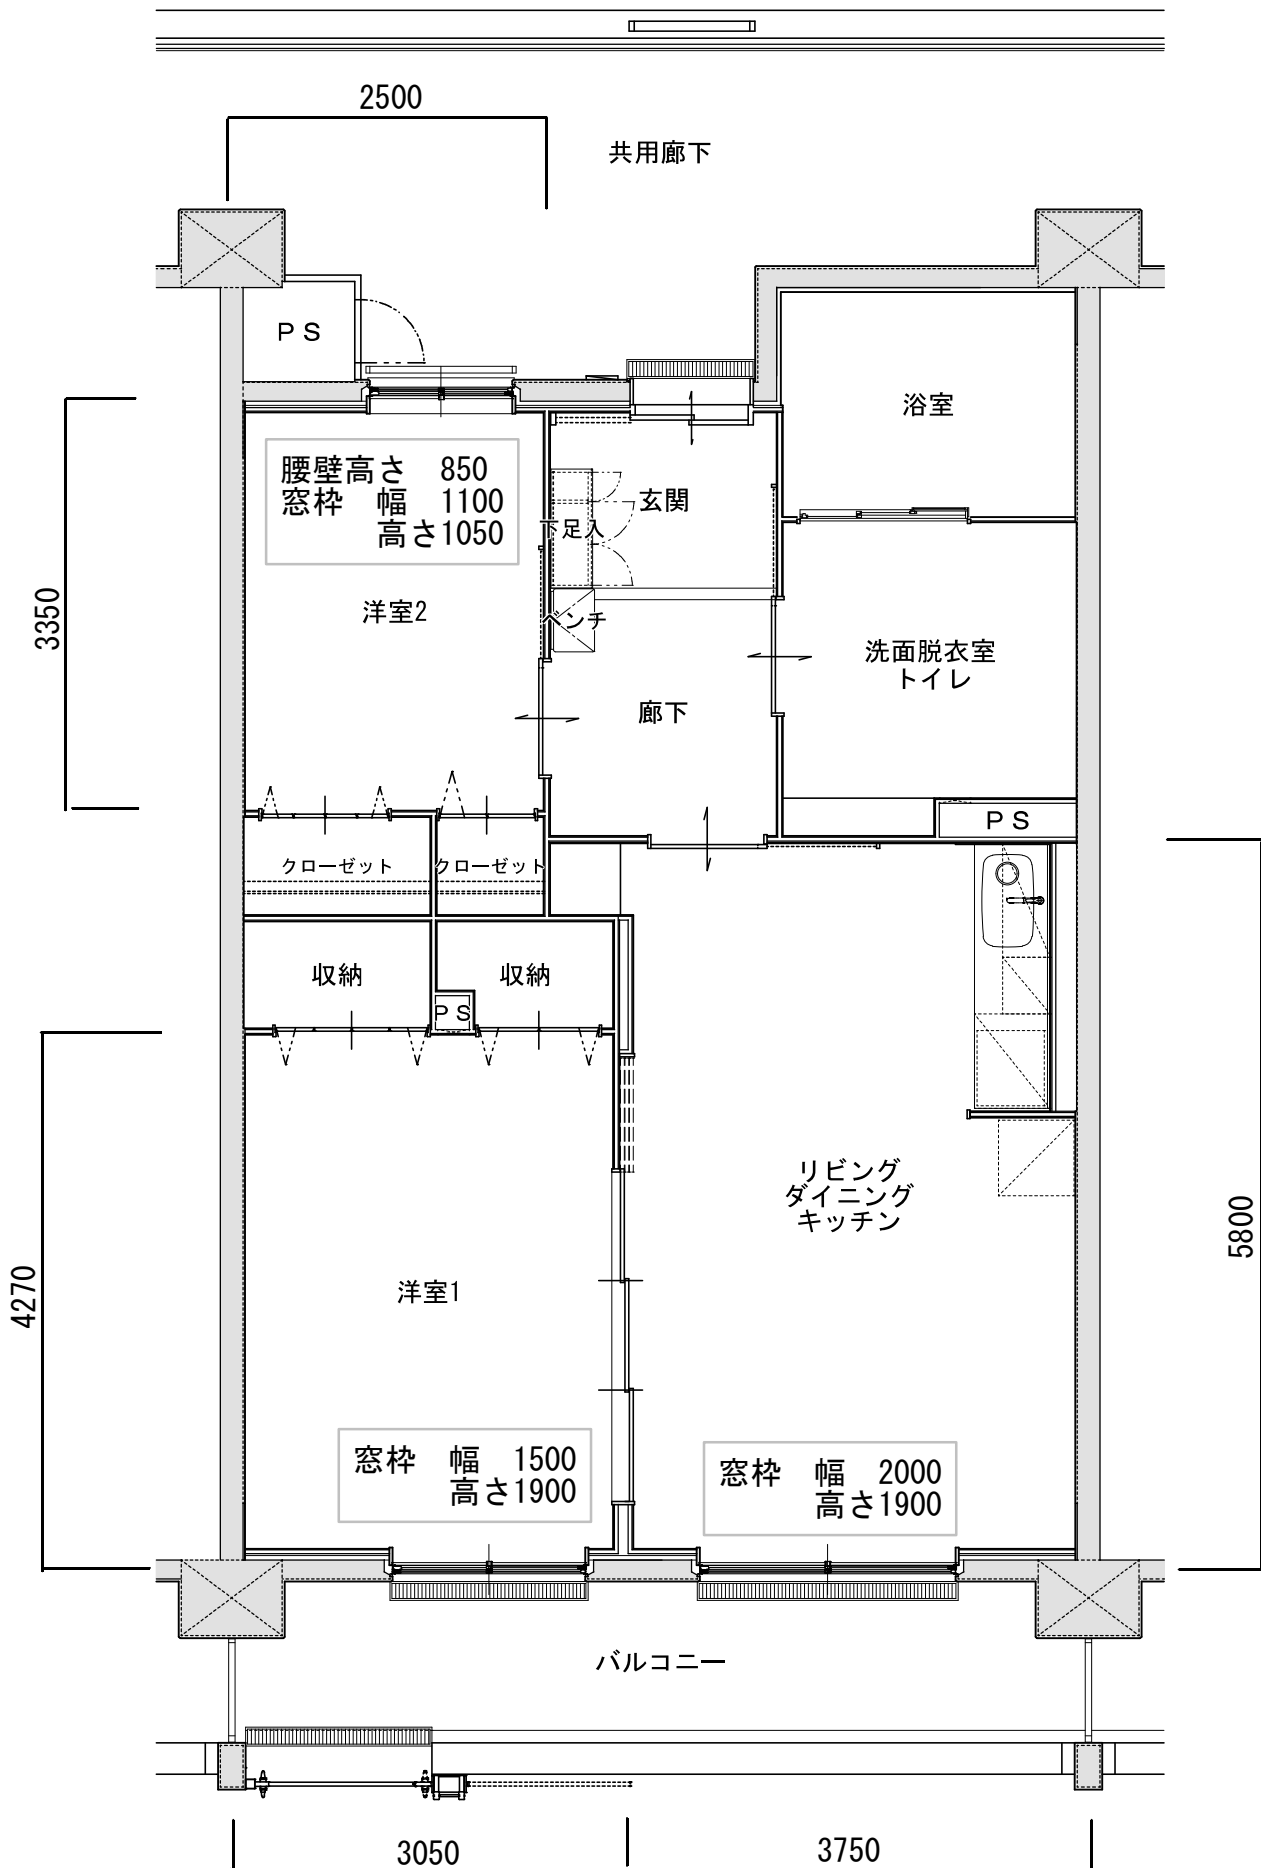 2500
共用廊下
PS
浴室
腰壁高さ 850
窓枠 幅 1100
高さ1050
玄関
下足入
3350
洋室2
ベンチ
洗面脱衣室
トイレ
廊下
PS
クローゼット
クローゼット
収納
収納
PS
リビング
ダイニング
キッチン
5800
4270
洋室1
窓枠 幅 1500
高さ1900
窓枠 幅 2000
高さ1900
バルコニー
3050
3750